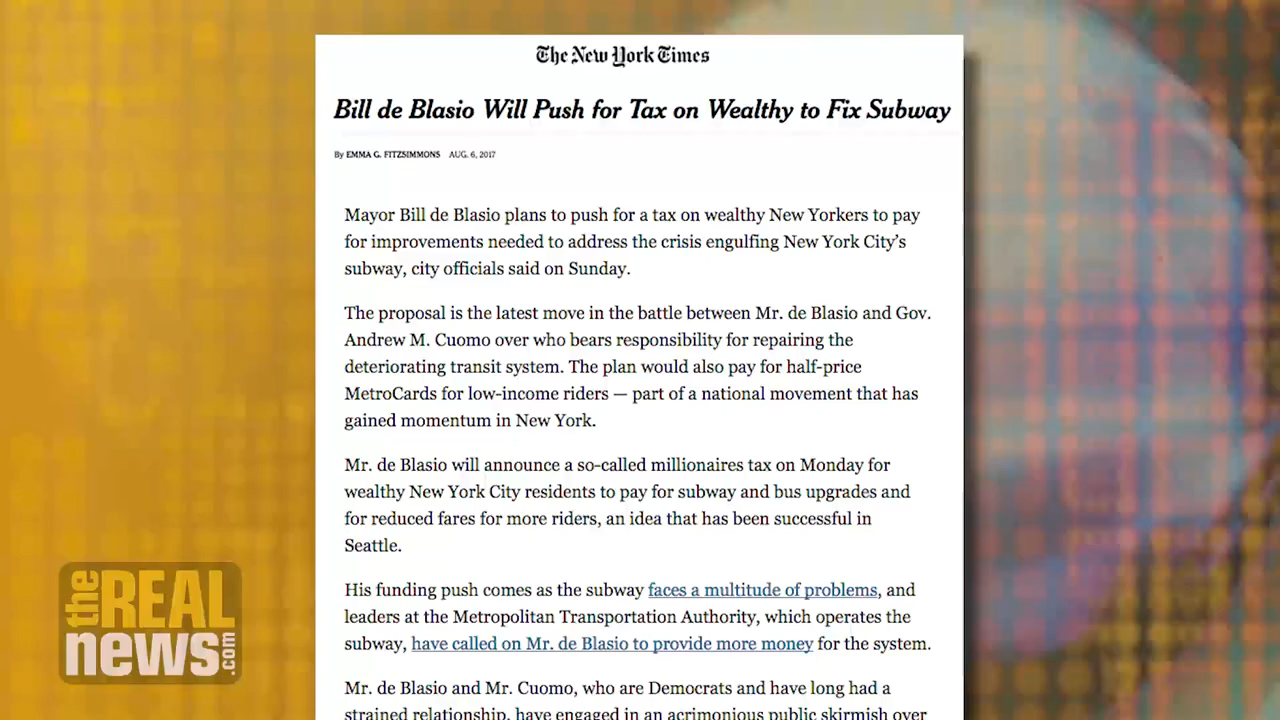 The New York Times
Bill de Blasio Will Push for Tax on Wealthy to Fix Subway
By EMMA G. FITZSIMMONS AUG. 6, 2017
Mayor Bill de Blasio plans to push for a tax on wealthy New Yorkers to pay
for improvements needed to address the crisis engulfing New York City’s
subway, city officials said on Sunday.
The proposal is the latest move in the battle between Mr. de Blasio and Gov.
Andrew M. Cuomo over who bears responsibility for repairing the
deteriorating transit system. The plan would also pay for half-price
MetroCards for low-income riders — part of a national movement that has
gained momentum in New York.
Mr. de Blasio will announce a so-called millionaires tax on Monday for
wealthy New York City residents to pay for subway and bus upgrades and
for reduced fares for more riders, an idea that has been successful in
Seattle.
His funding push comes as the subway faces a multitude of problems, and
leaders at the Metropolitan Transportation Authority, which operates the
subway, have called on Mr. de Blasio to provide more money for the system.
Mr. de Blasio and Mr. Cuomo, who are Democrats and have long had a
strained relationship, have engaged in an acrimonious public skirmish over
the REAL
news.com